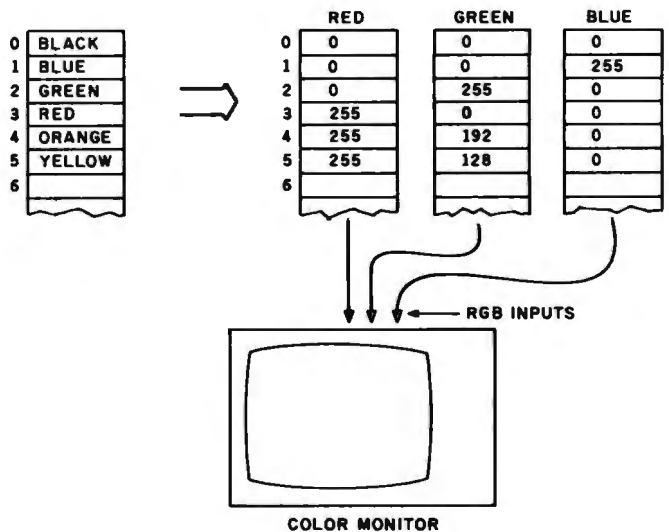 RED GREEN BLUE
0 BLACK 0 0 0 0
1 BLUE 1 0 0 255
2 GREEN 2 0 255 0
3 RED 3 255 0 0
4 ORANGE 4 255 192 0
5 YELLOW 5 255 128 0
6 6
RGB INPUTS
COLOR MONITOR